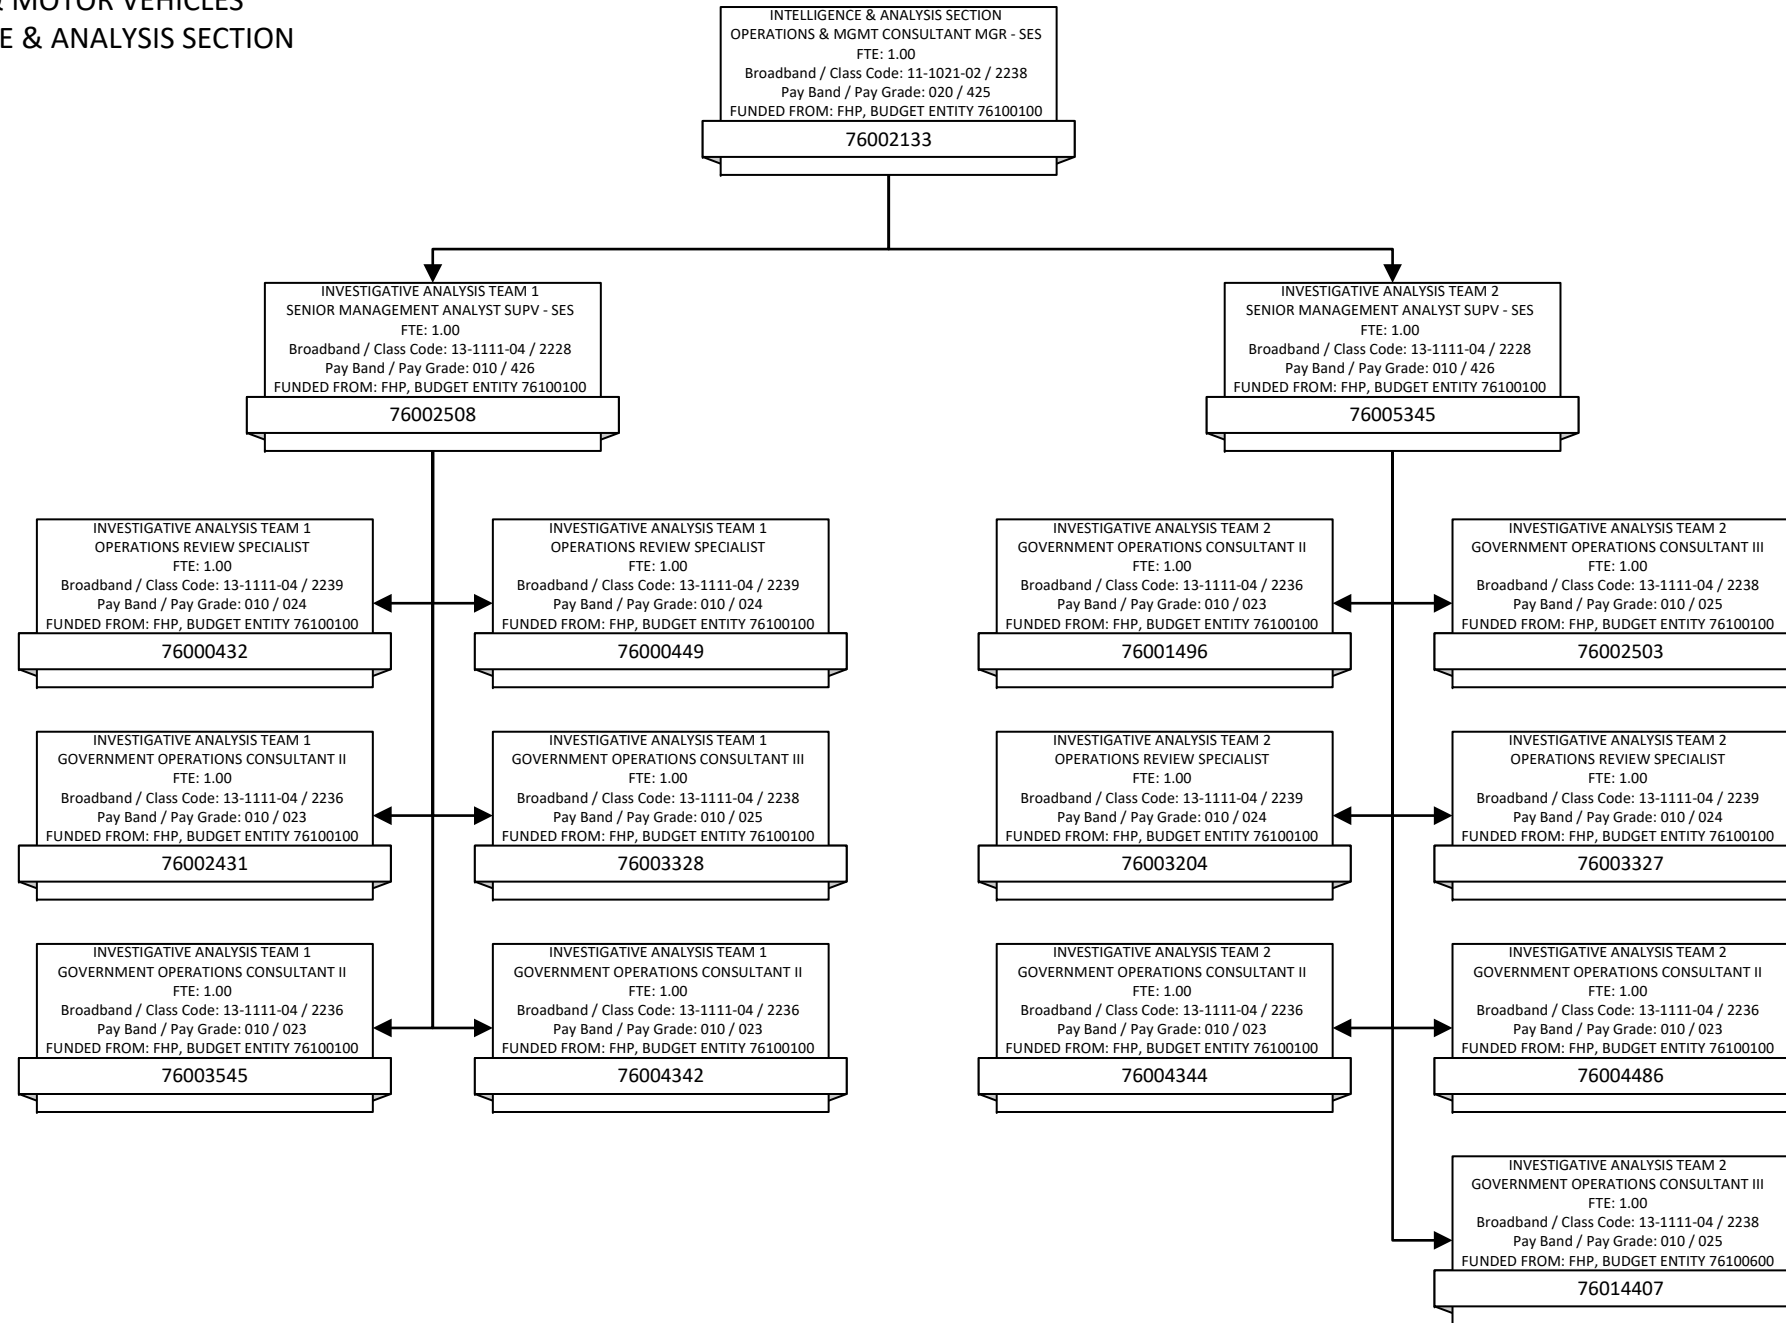 & MOTOR VEHICLES
E & ANALYSIS SECTION
INTELLIGENCE & ANALYSIS SECTION
OPERATIONS & MGMT CONSULTANT MGR - SES
FTE: 1.00
Broadband / Class Code: 11-1021-02 / 2238
Pay Band / Pay Grade: 020 / 425
FUNDED FROM: FHP, BUDGET ENTITY 76100100
76002133
INVESTIGATIVE ANALYSIS TEAM 1
SENIOR MANAGEMENT ANALYST SUPV - SES
FTE: 1.00
Broadband / Class Code: 13-1111-04 / 2228
Pay Band / Pay Grade: 010 / 426
FUNDED FROM: FHP, BUDGET ENTITY 76100100
76002508
INVESTIGATIVE ANALYSIS TEAM 2
SENIOR MANAGEMENT ANALYST SUPV - SES
FTE: 1.00
Broadband / Class Code: 13-1111-04 / 2228
Pay Band / Pay Grade: 010 / 426
FUNDED FROM: FHP, BUDGET ENTITY 76100100
76005345
INVESTIGATIVE ANALYSIS TEAM 1
OPERATIONS REVIEW SPECIALIST
FTE: 1.00
Broadband / Class Code: 13-1111-04 / 2239
Pay Band / Pay Grade: 010 / 024
FUNDED FROM: FHP, BUDGET ENTITY 76100100
76000432
INVESTIGATIVE ANALYSIS TEAM 1
OPERATIONS REVIEW SPECIALIST
FTE: 1.00
Broadband / Class Code: 13-1111-04 / 2239
Pay Band / Pay Grade: 010 / 024
FUNDED FROM: FHP, BUDGET ENTITY 76100100
76000449
INVESTIGATIVE ANALYSIS TEAM 2
GOVERNMENT OPERATIONS CONSULTANT II
FTE: 1.00
Broadband / Class Code: 13-1111-04 / 2236
Pay Band / Pay Grade: 010 / 023
FUNDED FROM: FHP, BUDGET ENTITY 76100100
76001496
INVESTIGATIVE ANALYSIS TEAM 2
GOVERNMENT OPERATIONS CONSULTANT III
FTE: 1.00
Broadband / Class Code: 13-1111-04 / 2238
Pay Band / Pay Grade: 010 / 025
FUNDED FROM: FHP, BUDGET ENTITY 76100100
76002503
INVESTIGATIVE ANALYSIS TEAM 1
GOVERNMENT OPERATIONS CONSULTANT II
FTE: 1.00
Broadband / Class Code: 13-1111-04 / 2236
Pay Band / Pay Grade: 010 / 023
FUNDED FROM: FHP, BUDGET ENTITY 76100100
76002431
INVESTIGATIVE ANALYSIS TEAM 1
GOVERNMENT OPERATIONS CONSULTANT III
FTE: 1.00
Broadband / Class Code: 13-1111-04 / 2238
Pay Band / Pay Grade: 010 / 025
FUNDED FROM: FHP, BUDGET ENTITY 76100100
76003328
INVESTIGATIVE ANALYSIS TEAM 2
OPERATIONS REVIEW SPECIALIST
FTE: 1.00
Broadband / Class Code: 13-1111-04 / 2239
Pay Band / Pay Grade: 010 / 024
FUNDED FROM: FHP, BUDGET ENTITY 76100100
76003204
INVESTIGATIVE ANALYSIS TEAM 2
OPERATIONS REVIEW SPECIALIST
FTE: 1.00
Broadband / Class Code: 13-1111-04 / 2239
Pay Band / Pay Grade: 010 / 024
FUNDED FROM: FHP, BUDGET ENTITY 76100100
76003327
INVESTIGATIVE ANALYSIS TEAM 1
GOVERNMENT OPERATIONS CONSULTANT II
FTE: 1.00
Broadband / Class Code: 13-1111-04 / 2236
Pay Band / Pay Grade: 010 / 023
FUNDED FROM: FHP, BUDGET ENTITY 76100100
76003545
INVESTIGATIVE ANALYSIS TEAM 1
GOVERNMENT OPERATIONS CONSULTANT II
FTE: 1.00
Broadband / Class Code: 13-1111-04 / 2236
Pay Band / Pay Grade: 010 / 023
FUNDED FROM: FHP, BUDGET ENTITY 76100100
76004342
INVESTIGATIVE ANALYSIS TEAM 2
GOVERNMENT OPERATIONS CONSULTANT II
FTE: 1.00
Broadband / Class Code: 13-1111-04 / 2236
Pay Band / Pay Grade: 010 / 023
FUNDED FROM: FHP, BUDGET ENTITY 76100100
76004344
INVESTIGATIVE ANALYSIS TEAM 2
GOVERNMENT OPERATIONS CONSULTANT II
FTE: 1.00
Broadband / Class Code: 13-1111-04 / 2236
Pay Band / Pay Grade: 010 / 023
FUNDED FROM: FHP, BUDGET ENTITY 76100100
76004486
INVESTIGATIVE ANALYSIS TEAM 2
GOVERNMENT OPERATIONS CONSULTANT III
FTE: 1.00
Broadband / Class Code: 13-1111-04 / 2238
Pay Band / Pay Grade: 010 / 025
FUNDED FROM: FHP, BUDGET ENTITY 76100600
76014407